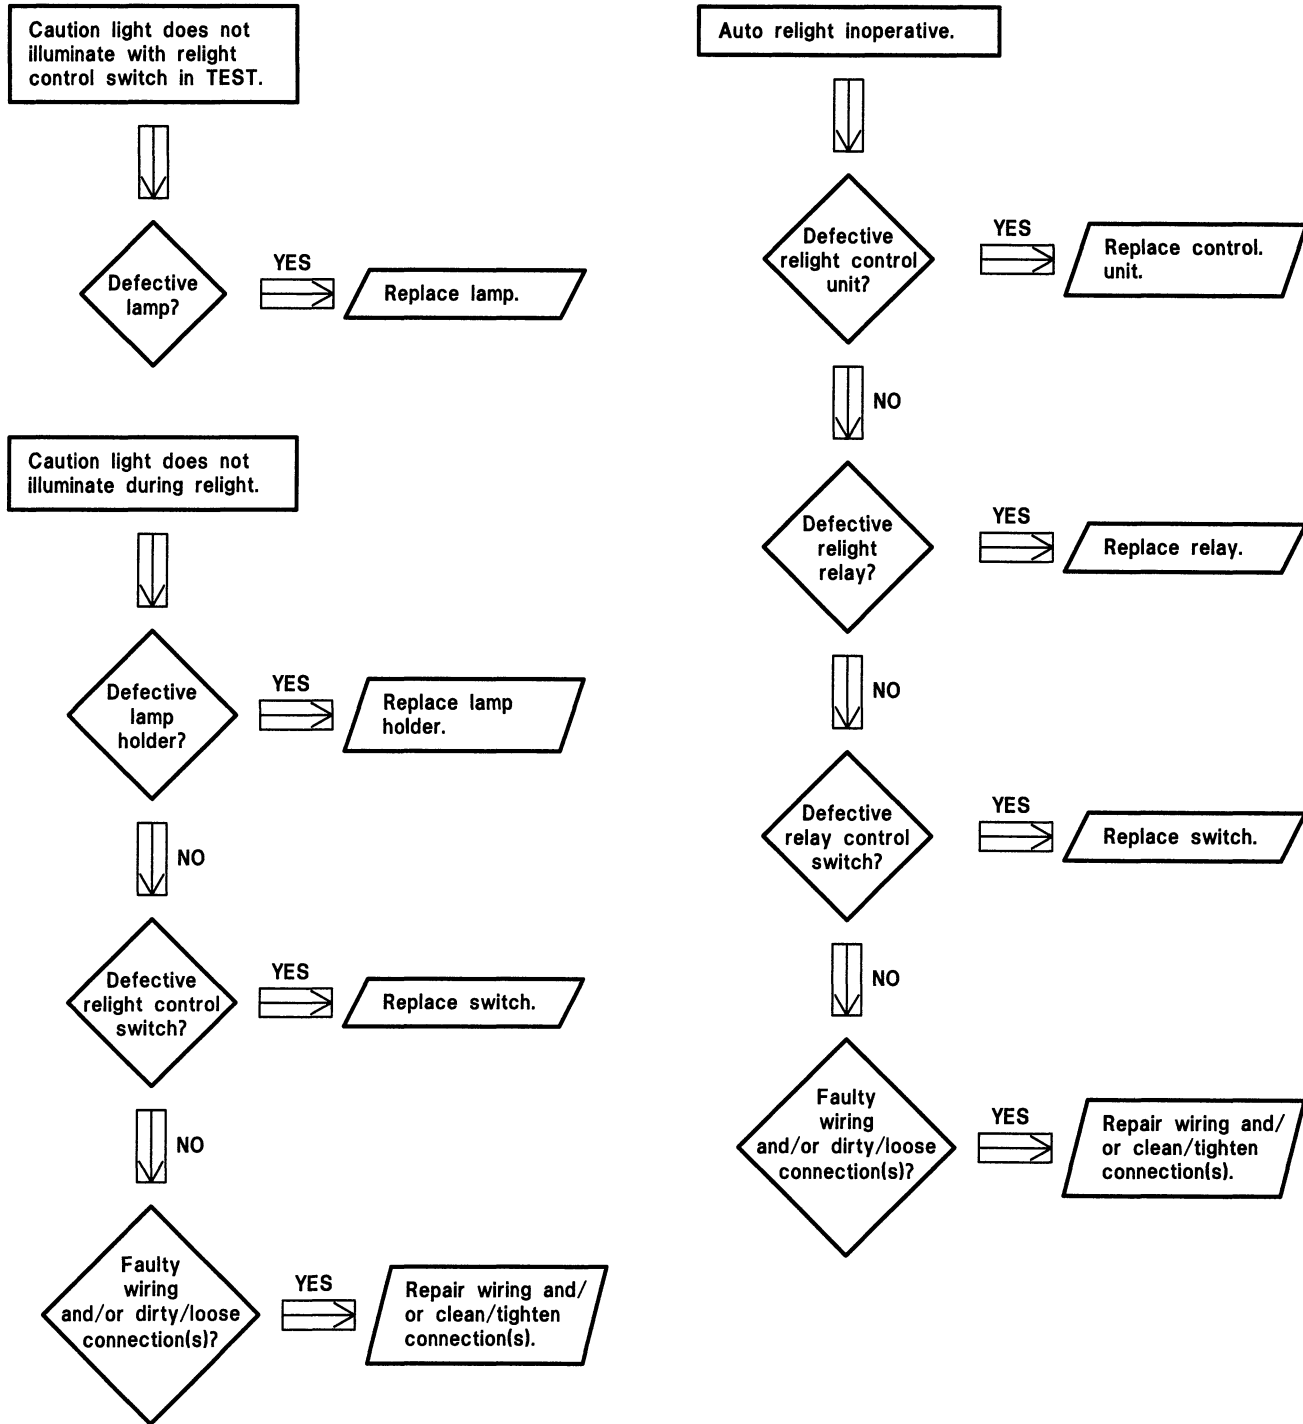 Caution light does not
illuminate with relight
control switch in TEST.
Defective
lamp?
YES
Replace lamp.
Caution light does not
illuminate during relight.
Defective
lamp
holder?
YES
Replace lamp
holder.
NO
Defective
relight control
switch?
YES
Replace switch.
NO
Faulty
wiring
and/or dirty/loose
connection(s)?
YES
Repair wiring and/
or clean/tighten
connection(s).
Auto relight inoperative.
Defective
relight control
unit?
YES
Replace control.
unit.
NO
Defective
relight
relay?
YES
Replace relay.
NO
Defective
relay control
switch?
YES
Replace switch.
NO
Faulty
wiring
and/or dirty/loose
connection(s)?
YES
Repair wiring and/
or clean/tighten
connection(s).